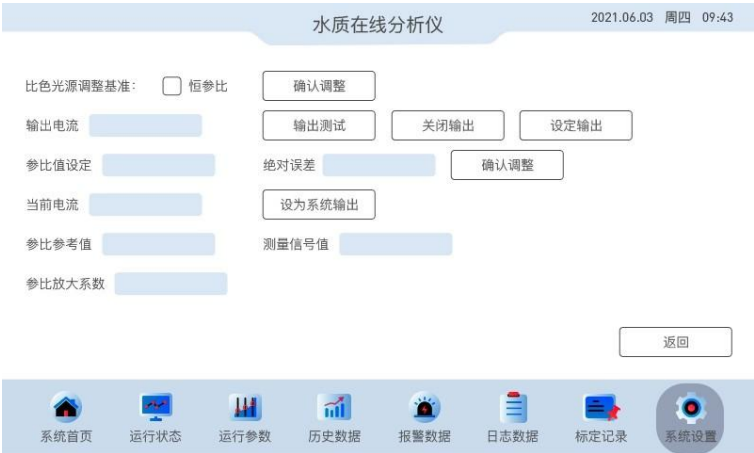 水质在线分析仪
2021.06.03 周四 09:43
比色光源调整基准: 恒参比 确认调整
输出电流 输出测试 关闭输出 设定输出
参比值设定 绝对误差 确认调整
当前电流 设为系统输出
参比参考值 测量信号值
参比放大系数
返回
系统首页 运行状态 运行参数 历史数据 报警数据 日志数据 标定记录 系统设置